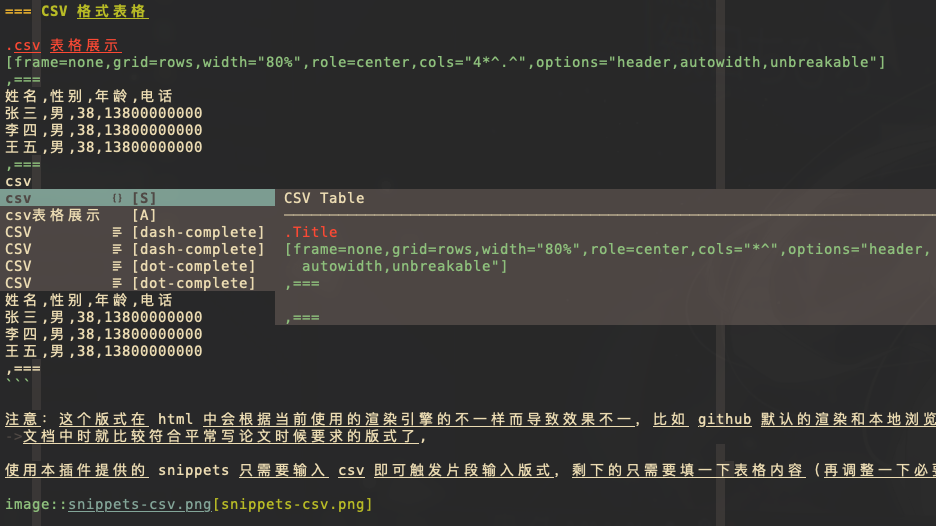 === CSV 格式表格
.csv 表格展示
[frame=none,grid=rows,width="80%",role=center,cols="4*^.^",options="header,autowidth,unbreakable"]
,===
姓名,性别,年龄,电话
张三,男,38,13800000000
李四,男,38,13800000000
王五,男,38,13800000000
,===
csv
csv {} [S]
csv表格展示 [A]
CSV [dash-complete]
CSV [dash-complete]
CSV [dot-complete]
CSV [dot-complete]
CSV Table
.Title
[frame=none,grid=rows,width="80%",role=center,cols="*^",options="header,
autowidth,unbreakable"]
,===
,===
姓名,性别,年龄,电话
张三,男,38,13800000000
李四,男,38,13800000000
王五,男,38,13800000000
,===
```
注意: 这个版式在 html 中会根据当前使用的渲染引擎的不一样而导致效果不一, 比如 github 默认的渲染和本地浏览
->文档中时就比较符合平常写论文时候要求的版式了,
使用本插件提供的 snippets 只需要输入 csv 即可触发片段输入版式, 剩下的只需要填一下表格内容 (再调整一下必要
image::snippets-csv.png[snippets-csv.png]